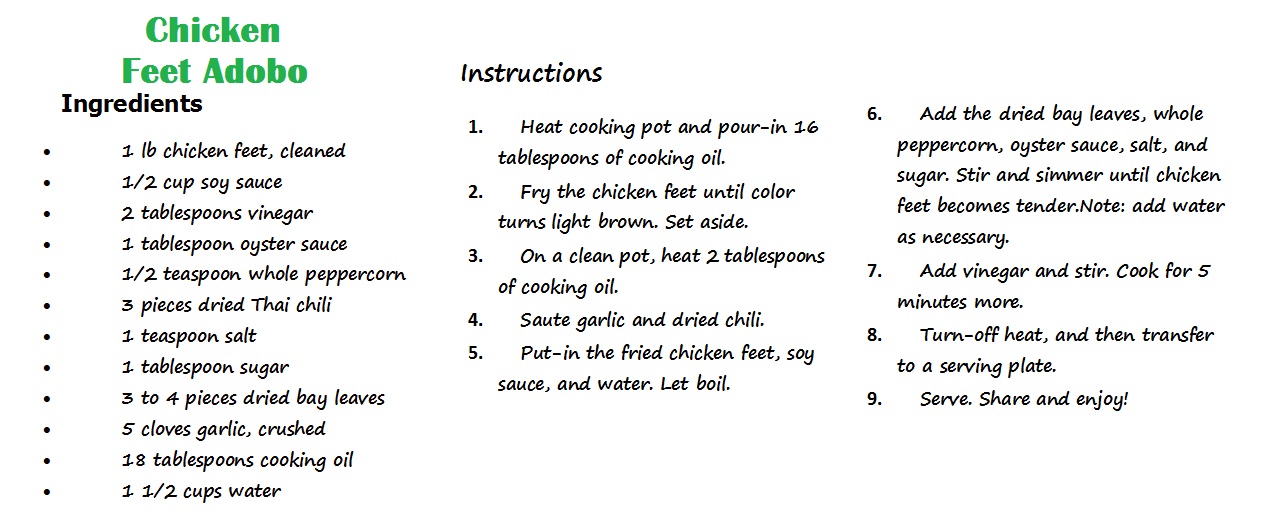 Chicken
Feet Adobo
Ingredients
• 1 lb chicken feet, cleaned
• 1/2 cup soy sauce
• 2 tablespoons vinegar
• 1 tablespoon oyster sauce
• 1/2 teaspoon whole peppercorn
• 3 pieces dried Thai chili
• 1 teaspoon salt
• 1 tablespoon sugar
• 3 to 4 pieces dried bay leaves
• 5 cloves garlic, crushed
• 18 tablespoons cooking oil
• 1 1/2 cups water
Instructions
1. Heat cooking pot and pour-in 16
tablespoons of cooking oil.
2. Fry the chicken feet until color
turns light brown. Set aside.
3. On a clean pot, heat 2 tablespoons
of cooking oil.
4. Saute garlic and dried chili.
5. Put-in the fried chicken feet, soy
sauce, and water. Let boil.
6. Add the dried bay leaves, whole
peppercorn, oyster sauce, salt, and
sugar. Stir and simmer until chicken
feet becomes tender.Note: add water
as necessary.
7. Add vinegar and stir. Cook for 5
minutes more.
8. Turn-off heat, and then transfer
to a serving plate.
9. Serve. Share and enjoy!